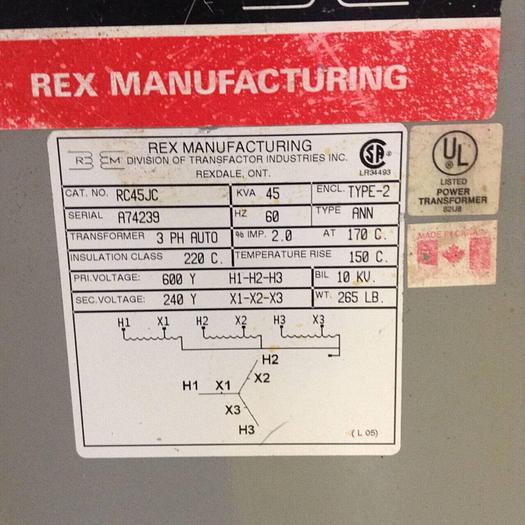 REX MANUFACTURING
REX MANUFACTURING
DIVISION OF TRANSFACTOR INDUSTRIES INC.
REXDALE, ONT.
LR34493
CAT. NO. RC45JC KVA 45 ENCL. TYPE-2
SERIAL A74239 HZ 60 TYPE ANN
TRANSFORMER 3 PH AUTO % IMP. 2.0 AT 170 C.
INSULATION CLASS 220 C. TEMPERATURE RISE 150 C.
PRI.VOLTAGE: 600 Y H1-H2-H3 BIL 10 KV.
SEC.VOLTAGE: 240 Y X1-X2-X3 WT. 265 LB.
H1 X1 H2 X2 H3 X3
H2
H1 X1 X2
X3
H3
( L 05)
UL ®
LISTED
POWER
TRANSFORMER
82U8
MADE IN CANADA